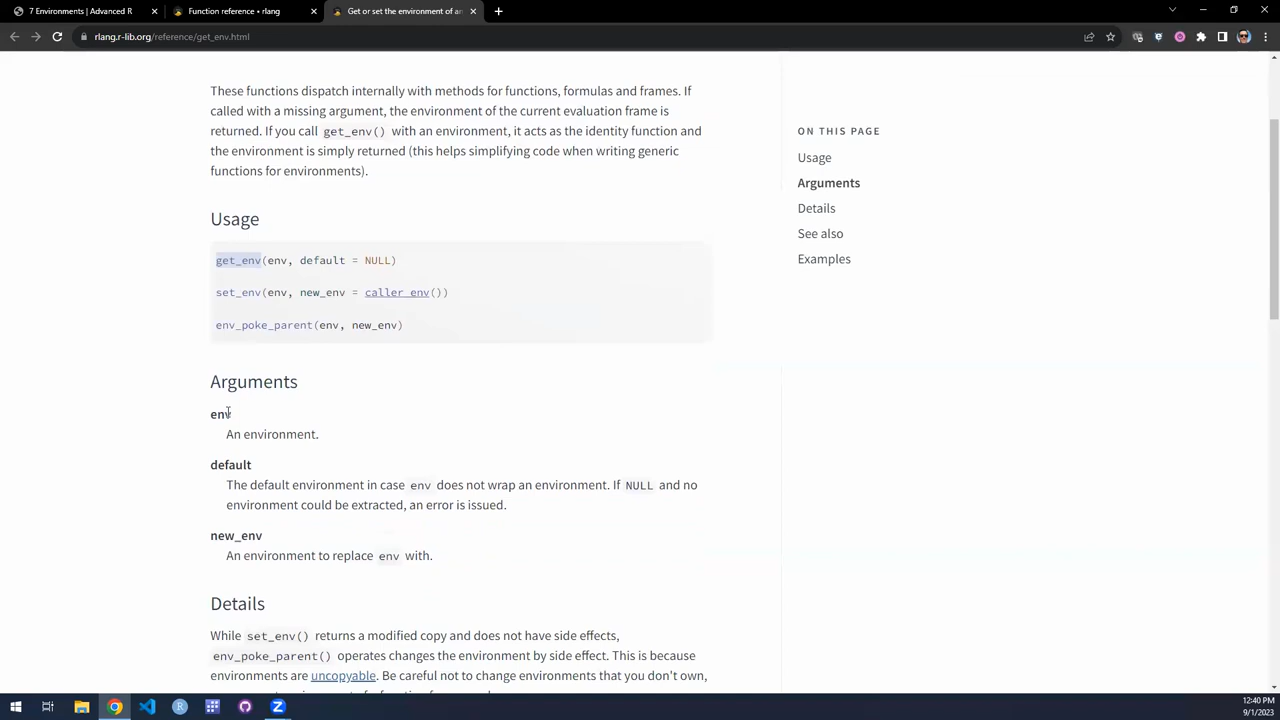 7 Environments | Advanced R
Function reference • rlang
Get or set the environment of an
rlang.r-lib.org/reference/get_env.html
These functions dispatch internally with methods for functions, formulas and frames. If
called with a missing argument, the environment of the current evaluation frame is
returned. If you call get_env() with an environment, it acts as the identity function and
the environment is simply returned (this helps simplifying code when writing generic
functions for environments).
Usage
get_env(env, default = NULL)
set_env(env, new_env = caller_env())
env_poke_parent(env, new_env)
Arguments
env
An environment.
default
The default environment in case env does not wrap an environment. If NULL and no
environment could be extracted, an error is issued.
new_env
An environment to replace env with.
Details
While set_env() returns a modified copy and does not have side effects,
env_poke_parent() operates changes the environment by side effect. This is because
environments are uncopyable. Be careful not to change environments that you don't own,
ON THIS PAGE
Usage
Arguments
Details
See also
Examples
12:40 PM
9/1/2023